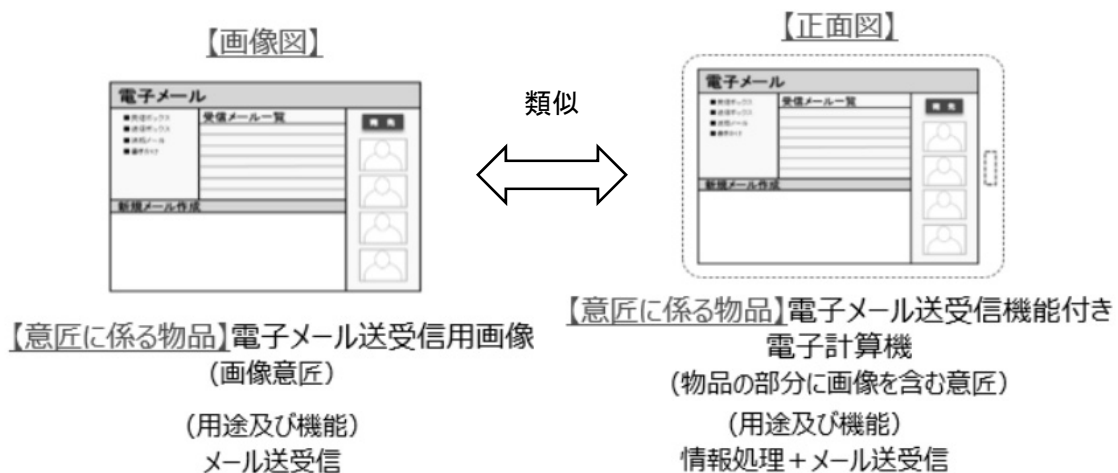 【画像図】
電子メール
受信メール一覧
新規メール作成
類似
【正面図】
電子メール
受信メール一覧
新規メール作成
【意匠に係る物品】電子メール送受信用画像
(画像意匠)
(用途及び機能)
メール送受信
【意匠に係る物品】電子メール送受信機能付き
電子計算機
(物品の部分に画像を含む意匠)
(用途及び機能)
情報処理+メール送受信